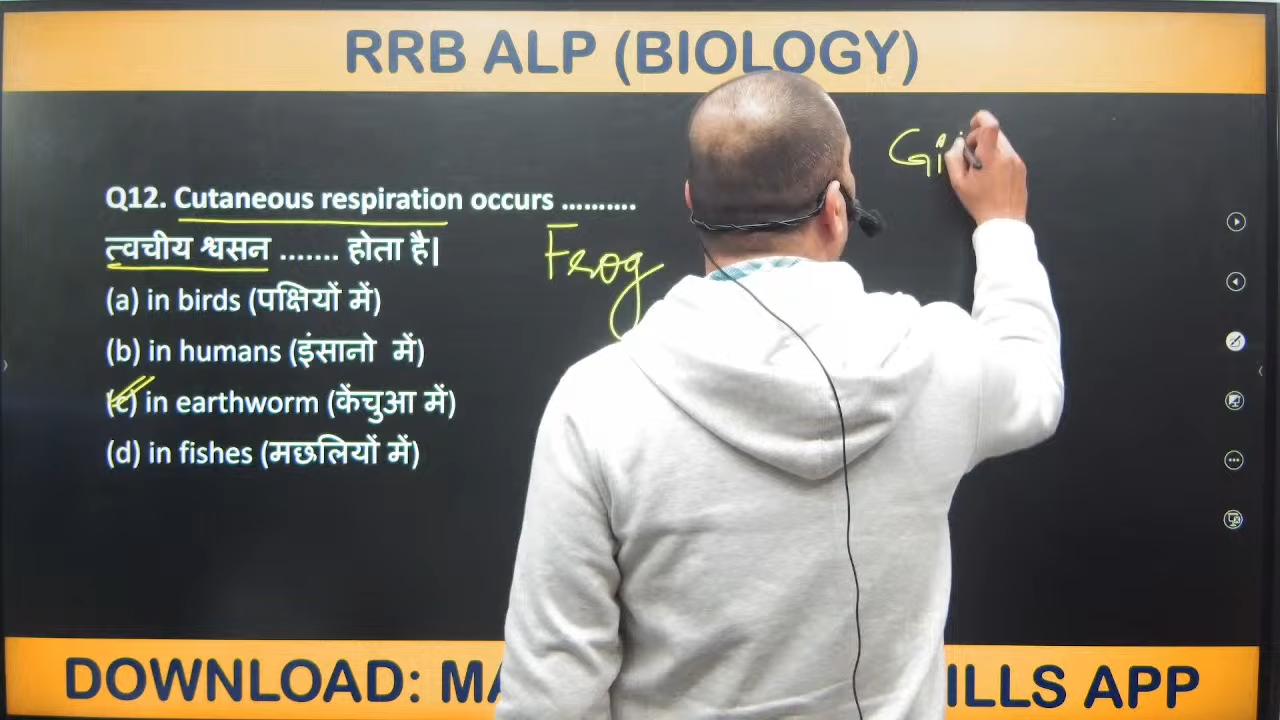 RRB ALP (BIOLOGY)
Gi
Q12. Cutaneous respiration occurs ..........
त्वचीय श्वसन ....... होता है|
Frog
(a) in birds (पक्षियों में)
(b) in humans (इंसानो में)
(c) in earthworm (केंचुआ में)
(d) in fishes (मछलियों में)
DOWNLOAD: MA ILLS APP